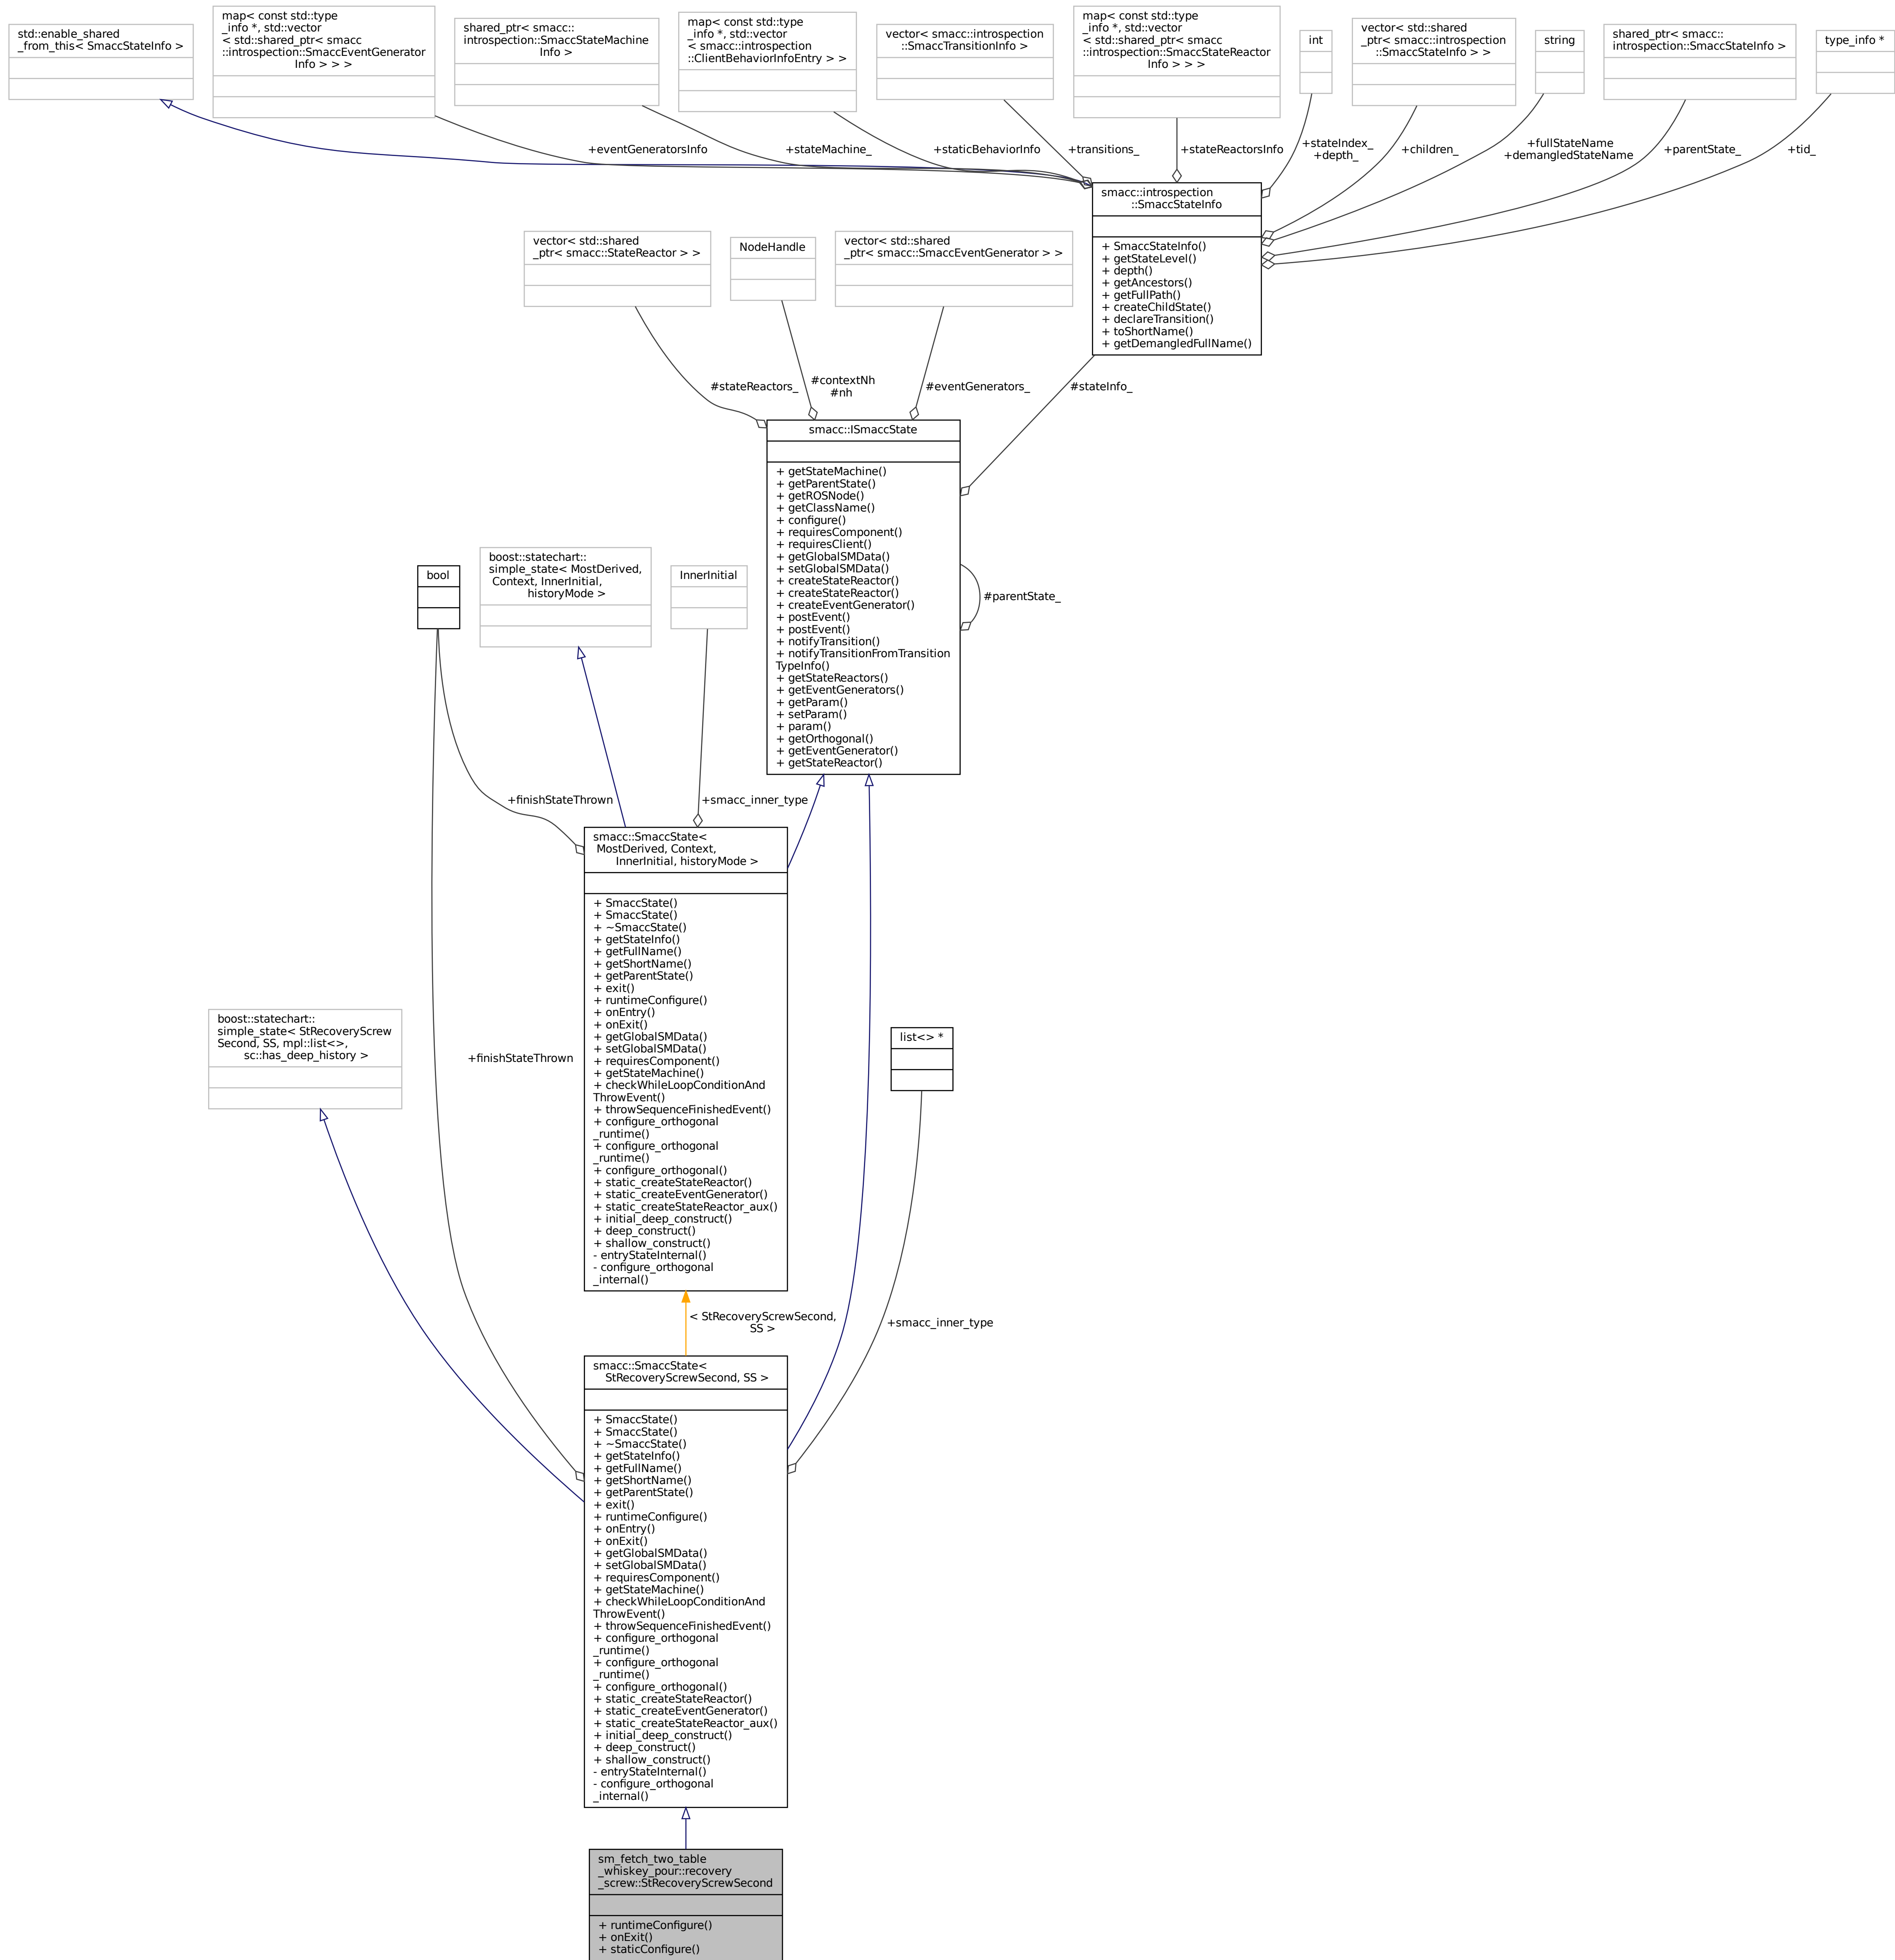 std::enable_shared
_from_this< SmaccStateInfo >
map< const std::type
_info *, std::vector
< std::shared_ptr< smacc
::introspection::SmaccEventGenerator
Info > > >
shared_ptr< smacc::
introspection::SmaccStateMachine
Info >
map< const std::type
_info *, std::vector
< smacc::introspection
::ClientBehaviorInfoEntry > >
vector< smacc::introspection
::SmaccTransitionInfo >
map< const std::type
_info *, std::vector
< std::shared_ptr< smacc
::introspection::SmaccStateReactor
Info > > >
int
vector< std::shared
_ptr< smacc::introspection
::SmaccStateInfo > >
string
shared_ptr< smacc::
introspection::SmaccStateInfo >
type_info *
+eventGeneratorsInfo
+stateMachine_
+staticBehaviorInfo
+transitions_
+stateReactorsInfo
+stateIndex_
+depth_
+children_
+fullStateName
+demangledStateName
+parentState_
+tid_
smacc::introspection
::SmaccStateInfo
+ SmaccStateInfo()
+ getStateLevel()
+ depth()
+ getAncestors()
+ getFullPath()
+ createChildState()
+ declareTransition()
+ toShortName()
+ getDemangledFullName()
vector< std::shared
_ptr< smacc::StateReactor > >
NodeHandle
vector< std::shared
_ptr< smacc::SmaccEventGenerator > >
#stateReactors_
#contextNh
#nh
#eventGenerators_
#stateInfo_
smacc::ISmaccState
+ getStateMachine()
+ getParentState()
+ getROSNode()
+ getClassName()
+ configure()
+ requiresComponent()
+ requiresClient()
+ getGlobalSMData()
+ setGlobalSMData()
+ createStateReactor()
+ createStateReactor()
+ createEventGenerator()
+ postEvent()
+ postEvent()
+ notifyTransition()
+ notifyTransitionFromTransition
TypeInfo()
+ getStateReactors()
+ getEventGenerators()
+ getParam()
+ setParam()
+ param()
+ getOrthogonal()
+ getEventGenerator()
+ getStateReactor()
#parentState_
bool
boost::statechart::
simple_state< MostDerived,
Context, InnerInitial,
historyMode >
InnerInitial
+finishStateThrown
+smacc_inner_type
smacc::SmaccState<
MostDerived, Context,
InnerInitial, historyMode >
+ SmaccState()
+ SmaccState()
+ ~SmaccState()
+ getStateInfo()
+ getFullName()
+ getShortName()
+ getParentState()
+ exit()
+ runtimeConfigure()
+ onEntry()
+ onExit()
+ getGlobalSMData()
+ setGlobalSMData()
+ requiresComponent()
+ getStateMachine()
+ checkWhileLoopConditionAnd
ThrowEvent()
+ throwSequenceFinishedEvent()
+ configure_orthogonal
_runtime()
+ configure_orthogonal
_runtime()
+ configure_orthogonal()
+ static_createStateReactor()
+ static_createEventGenerator()
+ static_createStateReactor_aux()
+ initial_deep_construct()
+ deep_construct()
+ shallow_construct()
- entryStateInternal()
- configure_orthogonal
_internal()
boost::statechart::
simple_state< StRecoveryScrew
Second, SS, mpl::list<>,
sc::has_deep_history >
+finishStateThrown
list<> *
< StRecoveryScrewSecond,
SS >
+smacc_inner_type
smacc::SmaccState<
StRecoveryScrewSecond, SS >
+ SmaccState()
+ SmaccState()
+ ~SmaccState()
+ getStateInfo()
+ getFullName()
+ getShortName()
+ getParentState()
+ exit()
+ runtimeConfigure()
+ onEntry()
+ onExit()
+ getGlobalSMData()
+ setGlobalSMData()
+ requiresComponent()
+ getStateMachine()
+ checkWhileLoopConditionAnd
ThrowEvent()
+ throwSequenceFinishedEvent()
+ configure_orthogonal
_runtime()
+ configure_orthogonal
_runtime()
+ configure_orthogonal()
+ static_createStateReactor()
+ static_createEventGenerator()
+ static_createStateReactor_aux()
+ initial_deep_construct()
+ deep_construct()
+ shallow_construct()
- entryStateInternal()
- configure_orthogonal
_internal()
sm_fetch_two_table
_whiskey_pour::recovery
_screw::StRecoveryScrewSecond
+ runtimeConfigure()
+ onExit()
+ staticConfigure()